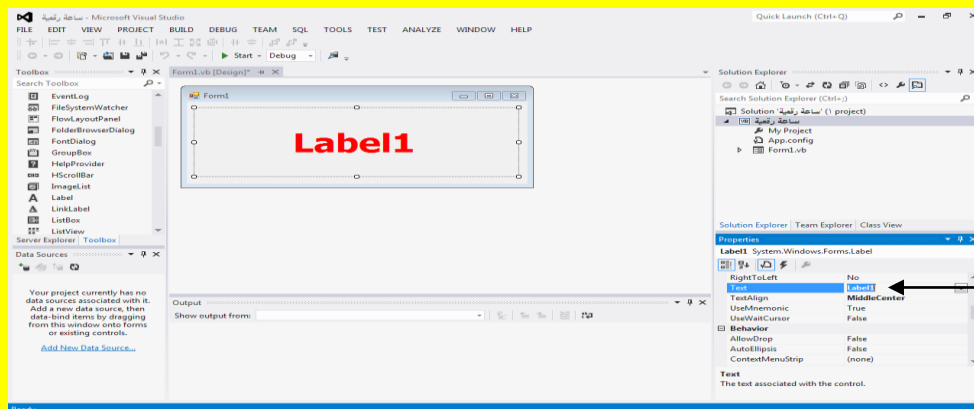 ساعة رقمية - Microsoft Visual Studio
Quick Launch (Ctrl+Q)
FILE EDIT VIEW PROJECT BUILD DEBUG TEAM SQL TOOLS TEST ANALYZE WINDOW HELP
Start - Debug
Toolbox
Search Toolbox
EventLog
FileSystemWatcher
FlowLayoutPanel
FolderBrowserDialog
FontDialog
GroupBox
HelpProvider
HScrollBar
ImageList
Label
LinkLabel
ListBox
ListView
Server Explorer Toolbox
Data Sources
Your project currently has no
data sources associated with it.
Add a new data source, then
data-bind items by dragging
from this window onto forms
or existing controls.
Add New Data Source...
Form1.vb [Design]*
Form1
Label1
Output
Show output from:
Solution Explorer
Search Solution Explorer (Ctrl+;)
Solution 'ساعة رقمية' (١ project)
ساعة رقمية
My Project
App.config
Form1.vb
Solution Explorer Team Explorer Class View
Properties
Label1 System.Windows.Forms.Label
RightToLeft No
Text Label1
TextAlign MiddleCenter
UseMnemonic True
UseWaitCursor False
Behavior
AllowDrop False
AutoEllipsis False
ContextMenuStrip (none)
Text
The text associated with the control.